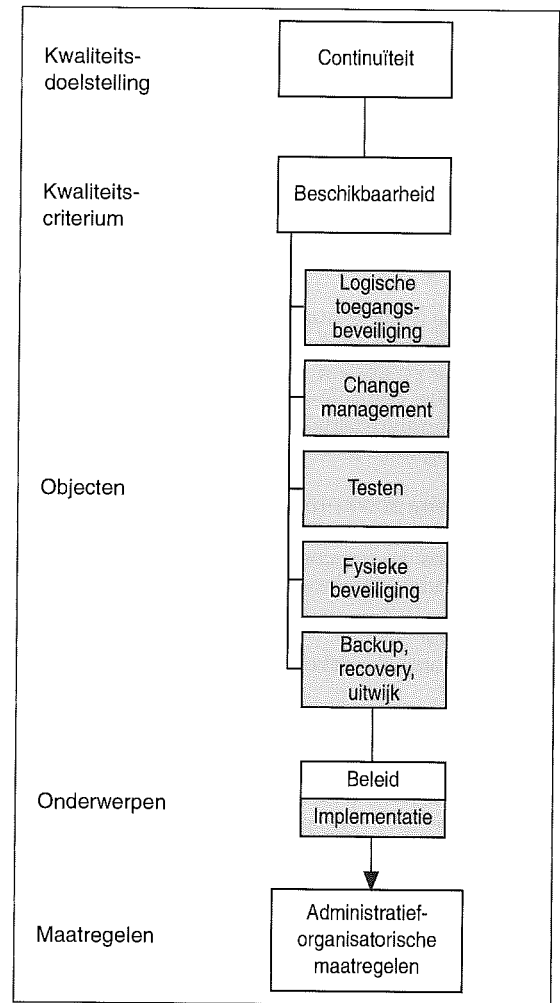 Kwaliteits-
doelstelling
Continuïteit
Kwaliteits-
criterium
Beschikbaarheid
Objecten
Logische
toegangs-
beveiliging
Change
management
Testen
Fysieke
beveiliging
Backup,
recovery,
uitwijk
Onderwerpen
Beleid
Implementatie
Maatregelen
Administratief-
organisatorische
maatregelen